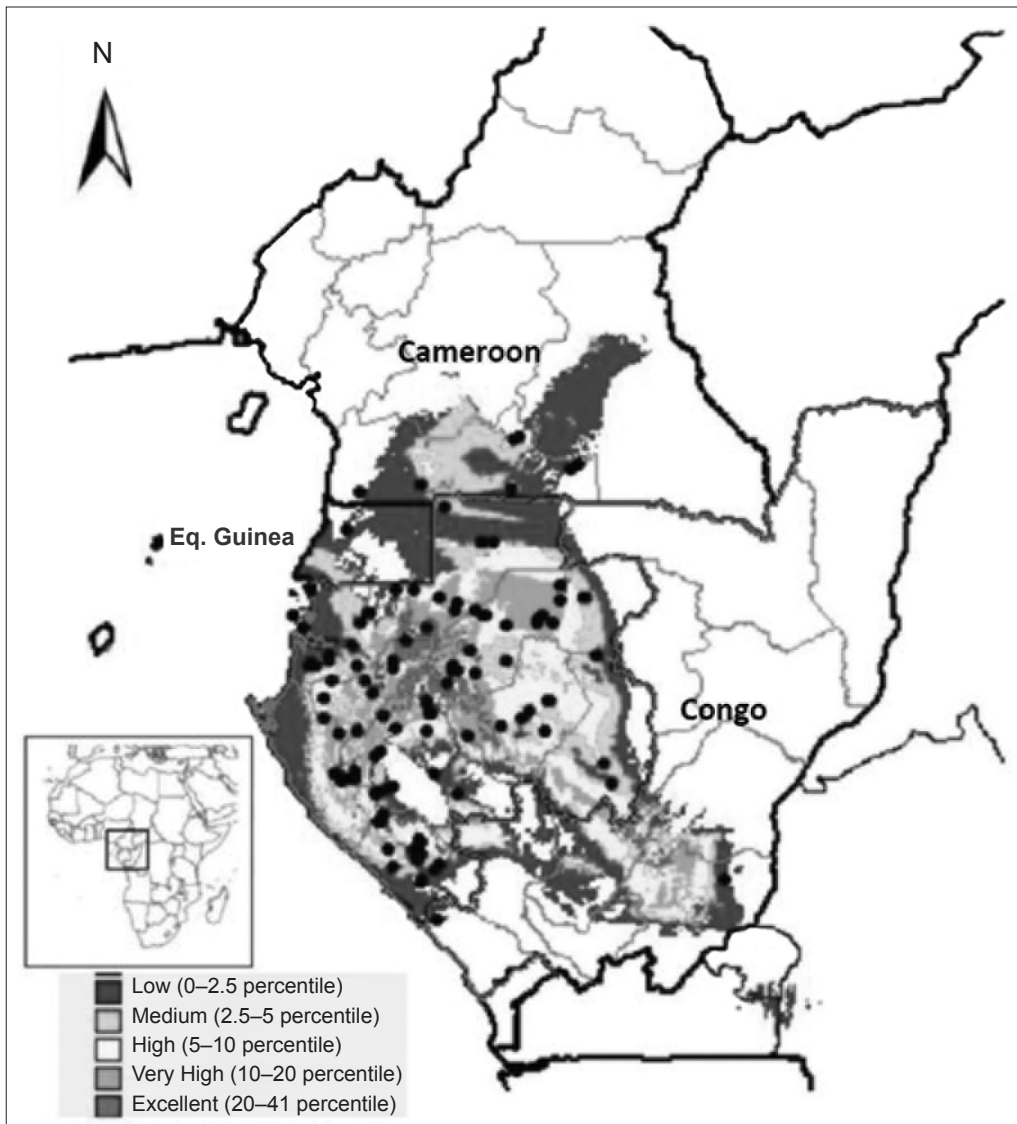 N
Cameroon
Eq. Guinea
Congo
Low (0–2.5 percentile)
Medium (2.5–5 percentile)
High (5–10 percentile)
Very High (10–20 percentile)
Excellent (20–41 percentile)